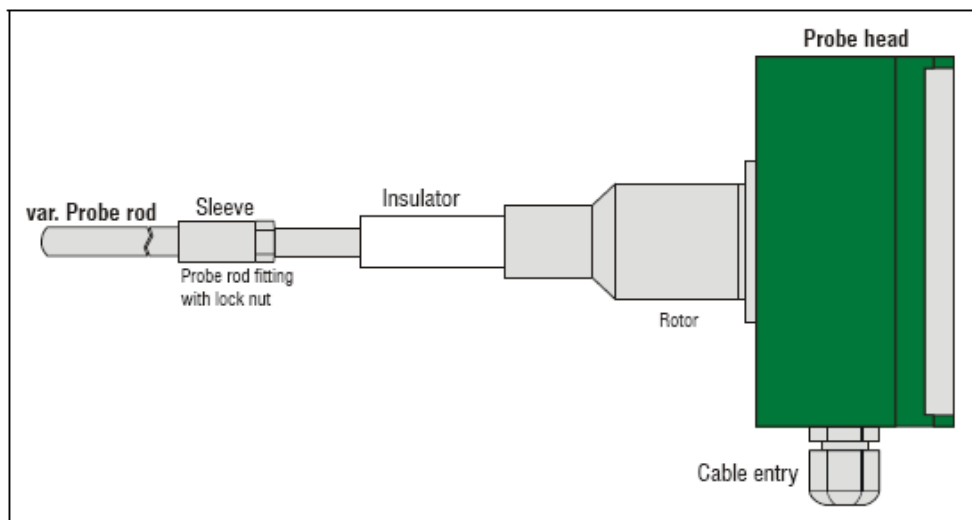 Probe head
var. Probe rod
Sleeve
Insulator
Probe rod fitting
with lock nut
Rotor
Cable entry